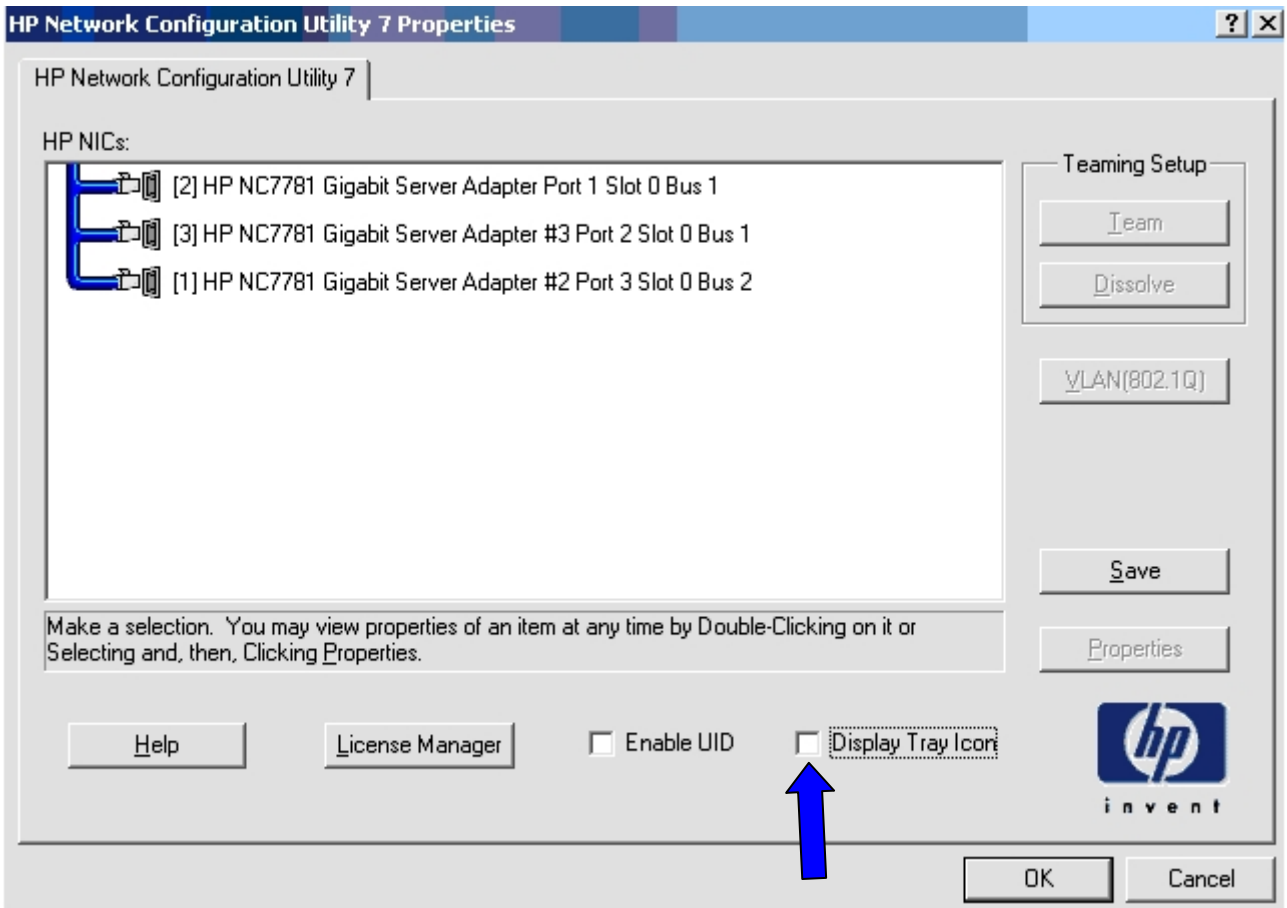 HP Network Configuration Utility 7 Properties
HP Network Configuration Utility 7
HP NICs:
[2] HP NC7781 Gigabit Server Adapter Port 1 Slot 0 Bus 1
[3] HP NC7781 Gigabit Server Adapter #3 Port 2 Slot 0 Bus 1
[1] HP NC7781 Gigabit Server Adapter #2 Port 3 Slot 0 Bus 2
Teaming Setup
Team
Dissolve
VLAN(802.1Q)
Save
Make a selection. You may view properties of an item at any time by Double-Clicking on it or
Selecting and, then, Clicking Properties.
Properties
Help
License Manager
Enable UID
Display Tray Icon
hp
invent
OK
Cancel